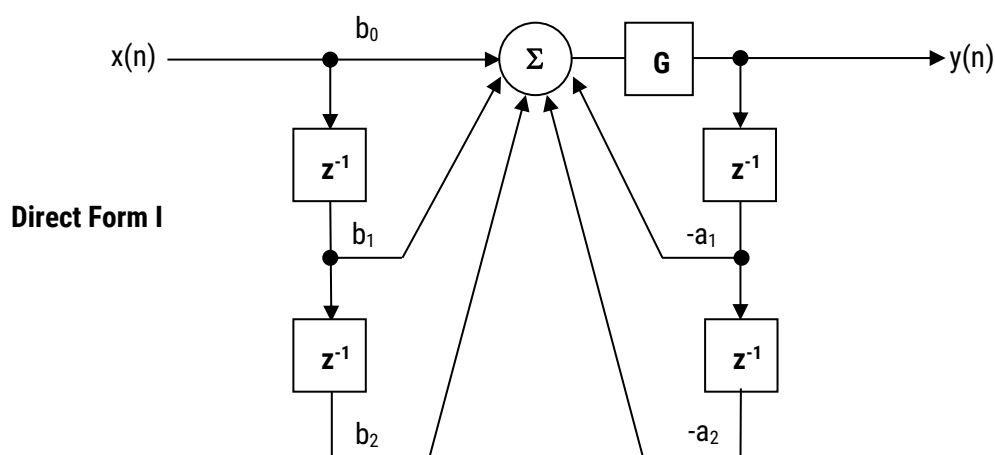 b₀
x(n)
Σ
G
y(n)
z⁻¹
z⁻¹
Direct Form I
b₁
-a₁
z⁻¹
z⁻¹
b₂
-a₂